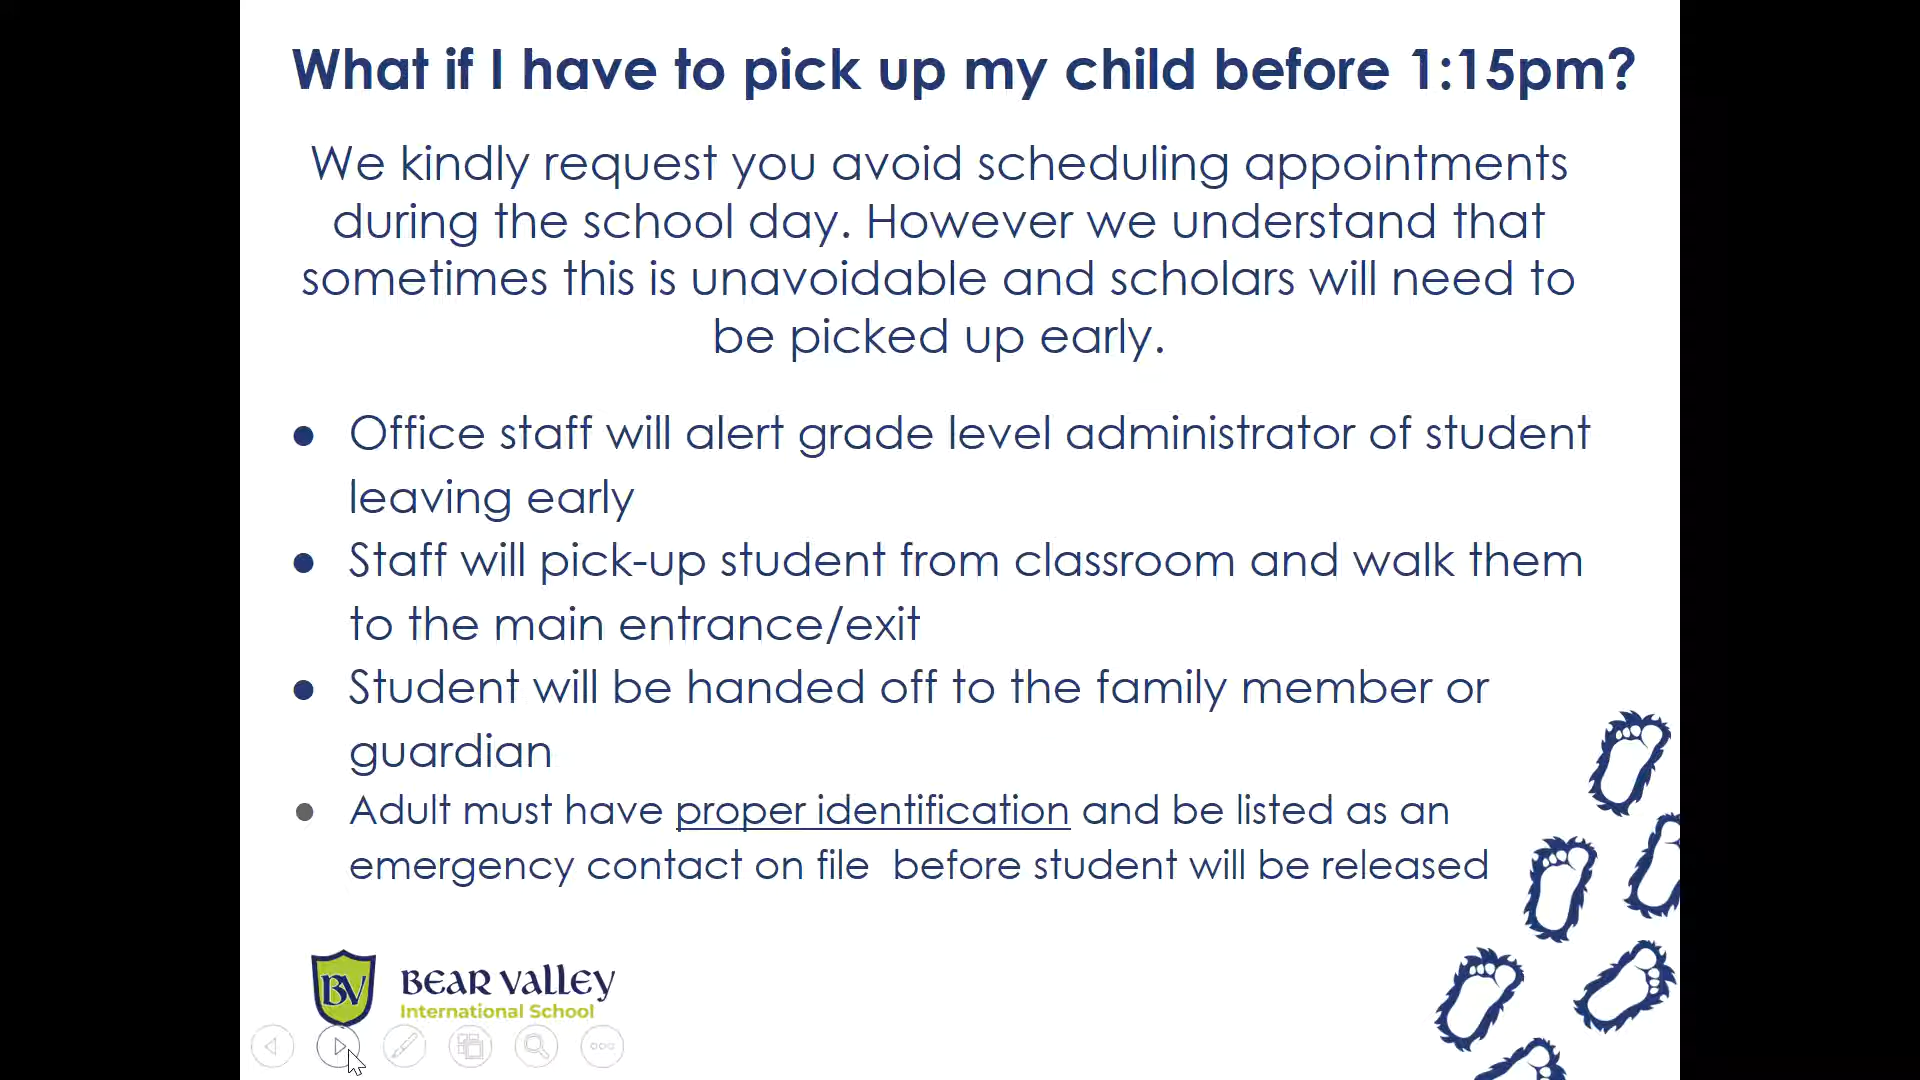 What if I have to pick up my child before 1:15pm?
We kindly request you avoid scheduling appointments
during the school day. However we understand that
sometimes this is unavoidable and scholars will need to
be picked up early.
● Office staff will alert grade level administrator of student
leaving early
● Staff will pick-up student from classroom and walk them
to the main entrance/exit
● Student will be handed off to the family member or
guardian
● Adult must have proper identification and be listed as an
emergency contact on file  before student will be released
BV
BEAR VALLEY
International School